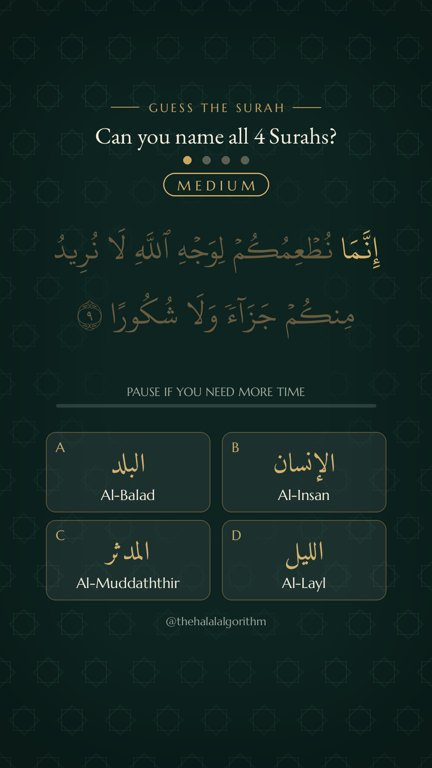 GUESS THE SURAH
Can you name all 4 Surahs?
MEDIUM
إِنَّمَا نُطْعِمُكُمْ لِوَجْهِ ٱللَّهِ لَا نُرِيدُ
مِنكُمْ جَزَآءً وَلَا شُكُورًا ٩
PAUSE IF YOU NEED MORE TIME
A
البلد
Al-Balad
B
الإنسان
Al-Insan
C
المدثر
Al-Muddaththir
D
الليل
Al-Layl
@thehalalalgorithm